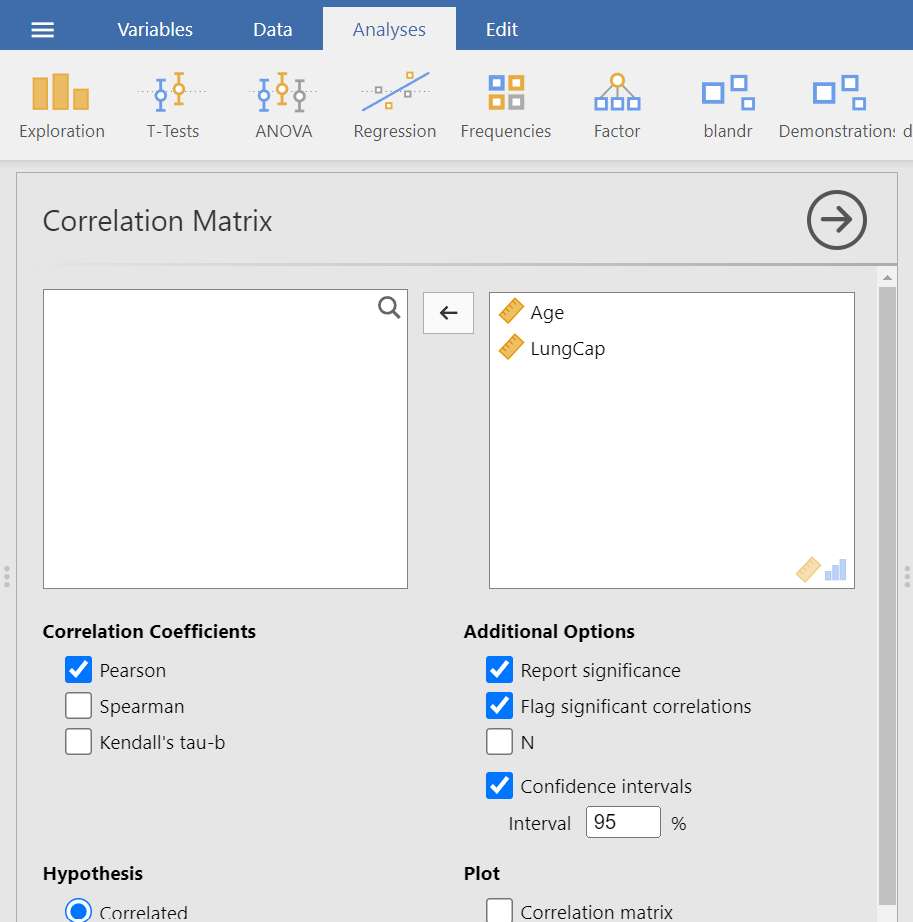 Variables Data Analyses Edit
Exploration T-Tests ANOVA Regression Frequencies Factor blandr Demonstrations d
Correlation Matrix
Age
LungCap
Correlation Coefficients
Pearson
Spearman
Kendall's tau-b
Additional Options
Report significance
Flag significant correlations
N
Confidence intervals
Interval 95 %
Hypothesis
Correlated
Plot
Correlation matrix